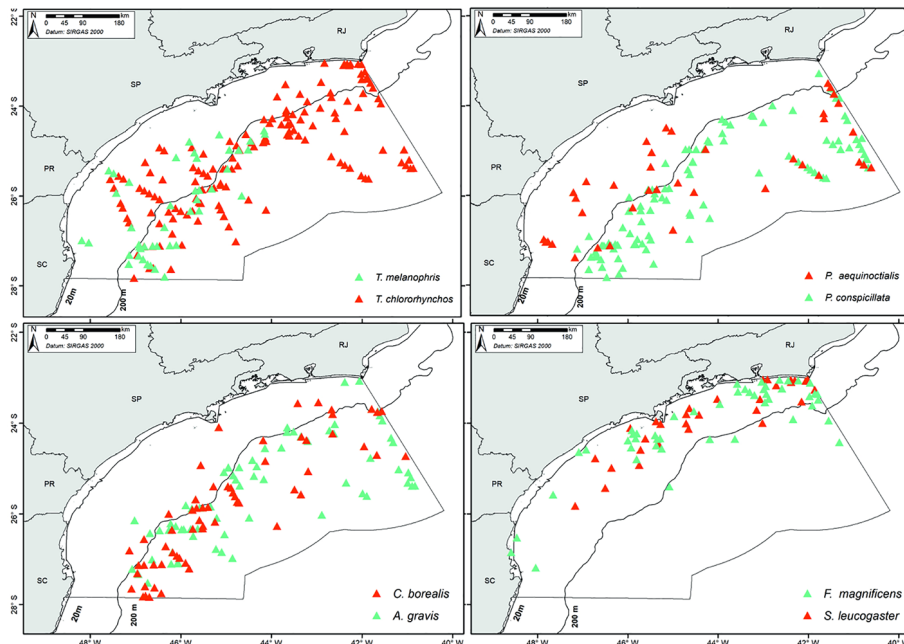 22° S
24° S
26° S
28° S
N
0 45 90 180
km
Datum: SIRGAS 2000
RJ
SP
PR
SC
20m
200 m
T. melanophris
T. chlororhynchos
N
0 45 90 180
km
Datum: SIRGAS 2000
RJ
SP
PR
SC
20m
200 m
P. aequinoctialis
P. conspicillata
22° S
24° S
26° S
28° S
N
0 45 90 180
km
Datum: SIRGAS 2000
RJ
SP
PR
SC
20m
200 m
C. borealis
A. gravis
48° W
46° W
44° W
42° W
40° W
N
0 45 90 180
km
Datum: SIRGAS 2000
RJ
SP
PR
SC
20m
200 m
F. magnificens
S. leucogaster
48° W
46° W
44° W
42° W
40° W